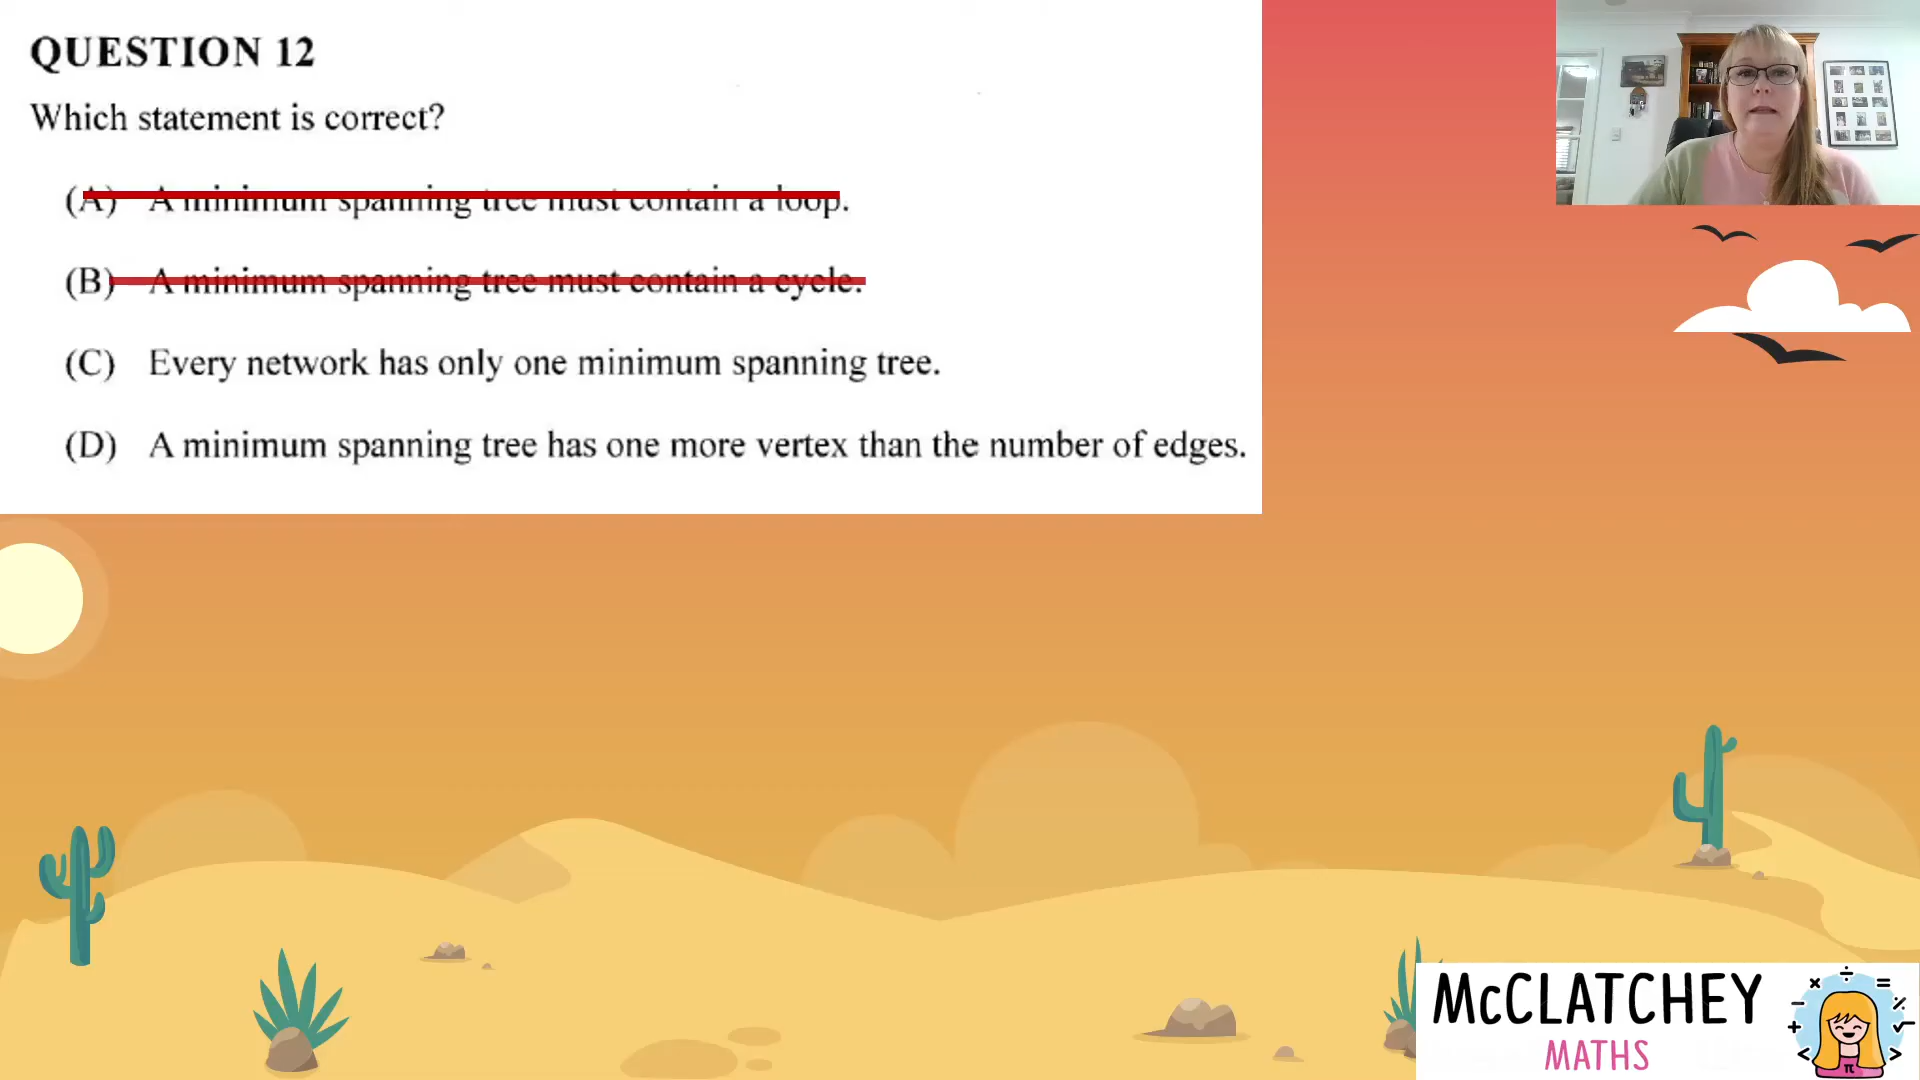 QUESTION 12
Which statement is correct?
(A) A minimum spanning tree must contain a loop.
(B) A minimum spanning tree must contain a cycle.
(C) Every network has only one minimum spanning tree.
(D) A minimum spanning tree has one more vertex than the number of edges.
McCLATCHEY
MATHS